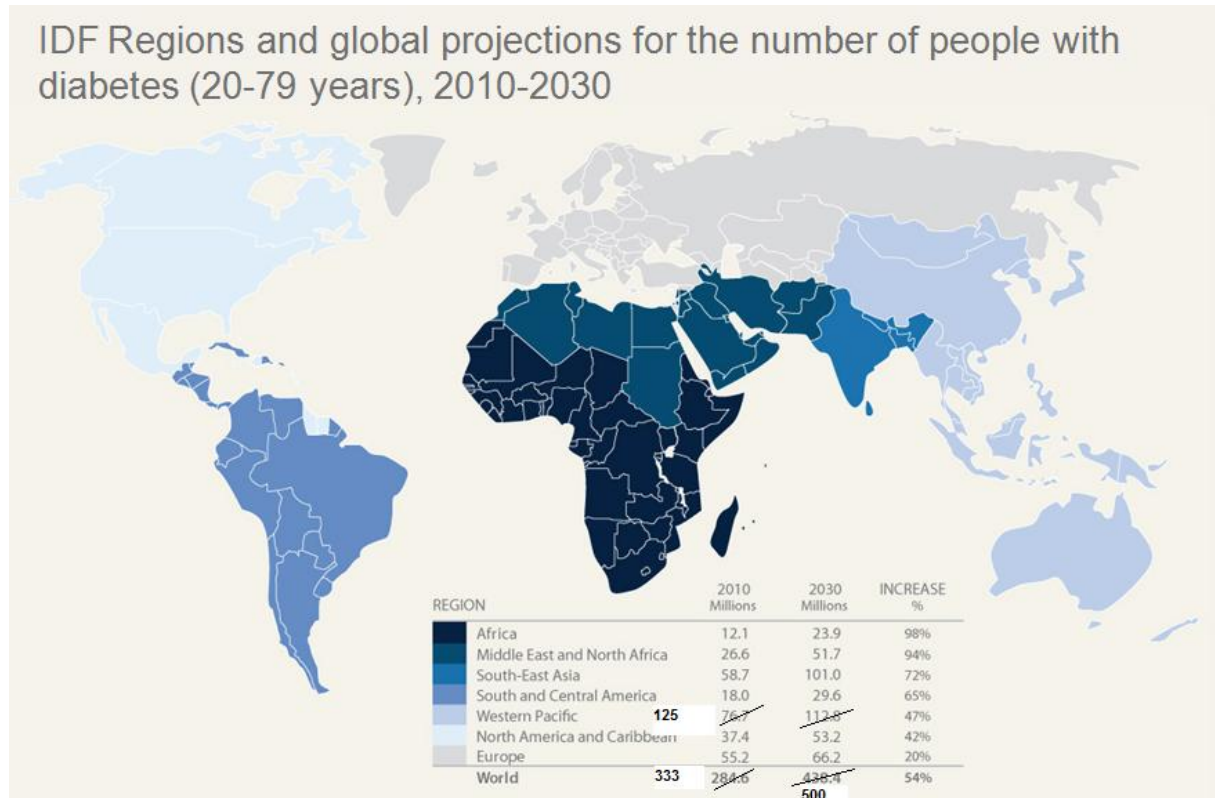 IDF Regions and global projections for the number of people with
diabetes (20-79 years), 2010-2030
REGION 2010 Millions 2030 Millions INCREASE %
Africa 12.1 23.9 98%
Middle East and North Africa 26.6 51.7 94%
South-East Asia 58.7 101.0 72%
South and Central America 18.0 29.6 65%
Western Pacific 125 76.7 112.8 47%
North America and Caribbean 37.4 53.2 42%
Europe 55.2 66.2 20%
World 333 284.6 438.4 54%
500